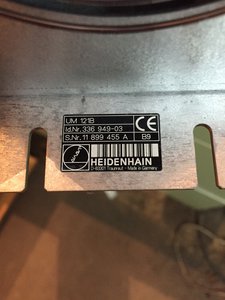 UM 121B
Id.Nr. 336 949-03
S.Nr. 11 899 455 A
B9
CE
HEIDENHAIN
D-83301 Traunreut · Made in Germany